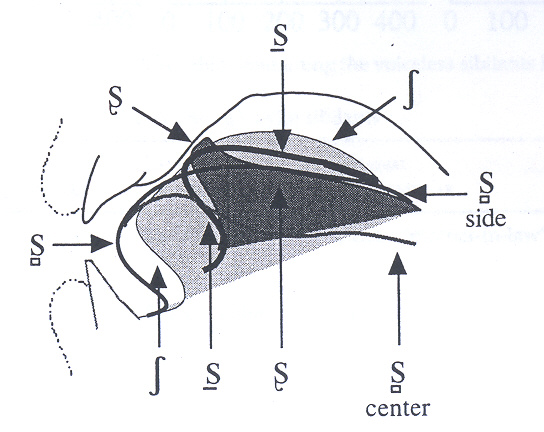 300 400 0 100
s̠
ʂ
ʃ
s̻
side
s̻
ʃ
s̠
ʂ
s̻
center